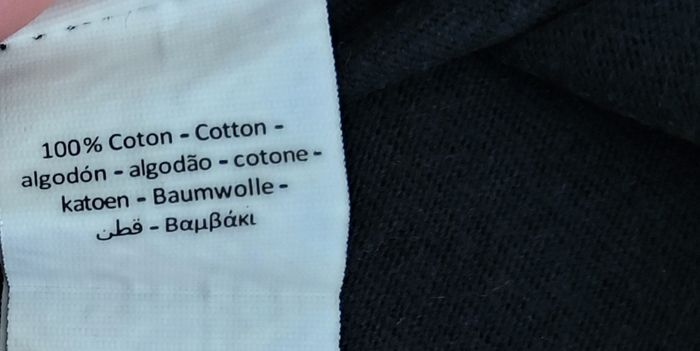 100% Coton - Cotton -
algodón - algodão - cotone -
katoen - Baumwolle -
قطن - Βαμβάκι